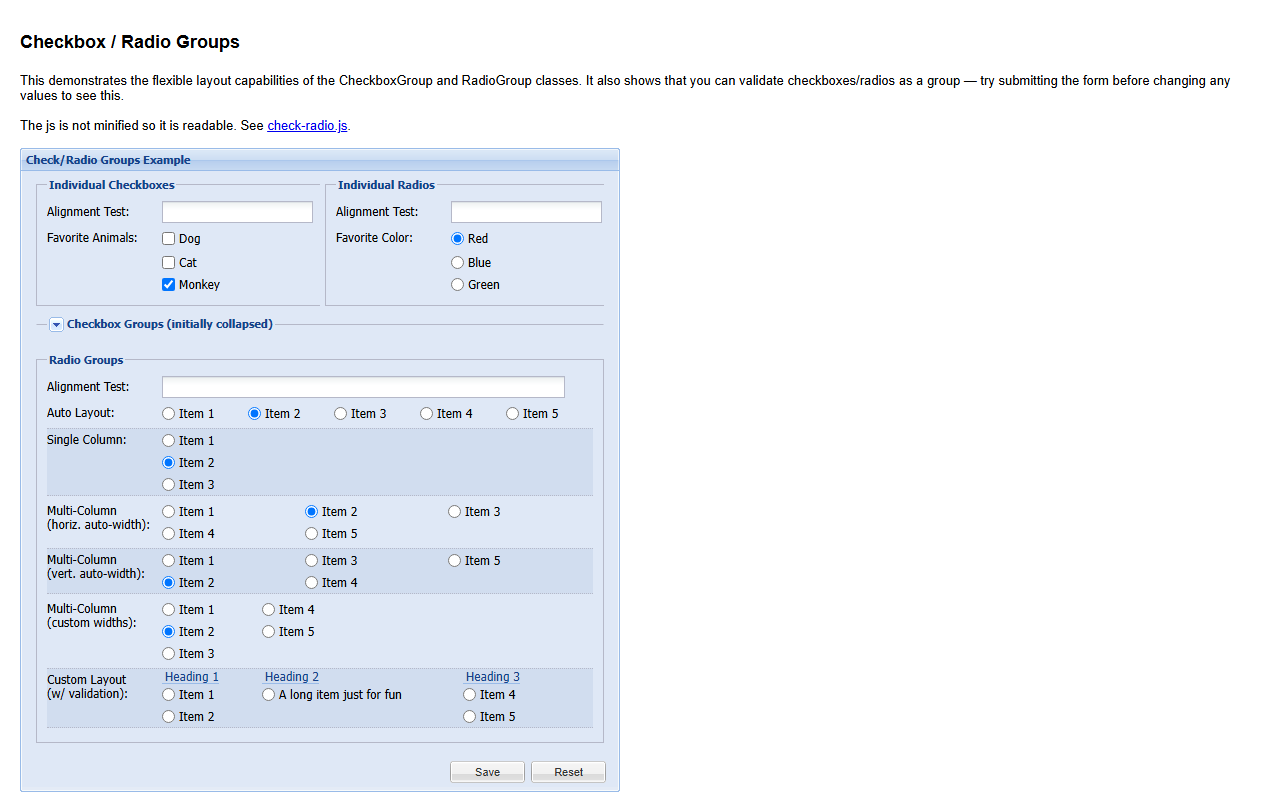 Checkbox / Radio Groups
This demonstrates the flexible layout capabilities of the CheckboxGroup and RadioGroup classes. It also shows that you can validate checkboxes/radios as a group — try submitting the form before changing any
values to see this.
The js is not minified so it is readable. See check-radio.js.
Check/Radio Groups Example
Individual Checkboxes
Alignment Test:
Favorite Animals:
Dog
Cat
Monkey
Individual Radios
Alignment Test:
Favorite Color:
Red
Blue
Green
Checkbox Groups (initially collapsed)
Radio Groups
Alignment Test:
Auto Layout: Item 1 Item 2 Item 3 Item 4 Item 5
Single Column: Item 1
Item 2
Item 3
Multi-Column
(horiz. auto-width):
Item 1 Item 2 Item 3
Item 4 Item 5
Multi-Column
(vert. auto-width):
Item 1 Item 3 Item 5
Item 2 Item 4
Multi-Column
(custom widths):
Item 1 Item 4
Item 2 Item 5
Item 3
Custom Layout
(w/ validation):
Heading 1 Heading 2 Heading 3
Item 1 A long item just for fun Item 4
Item 2 Item 5
Save Reset